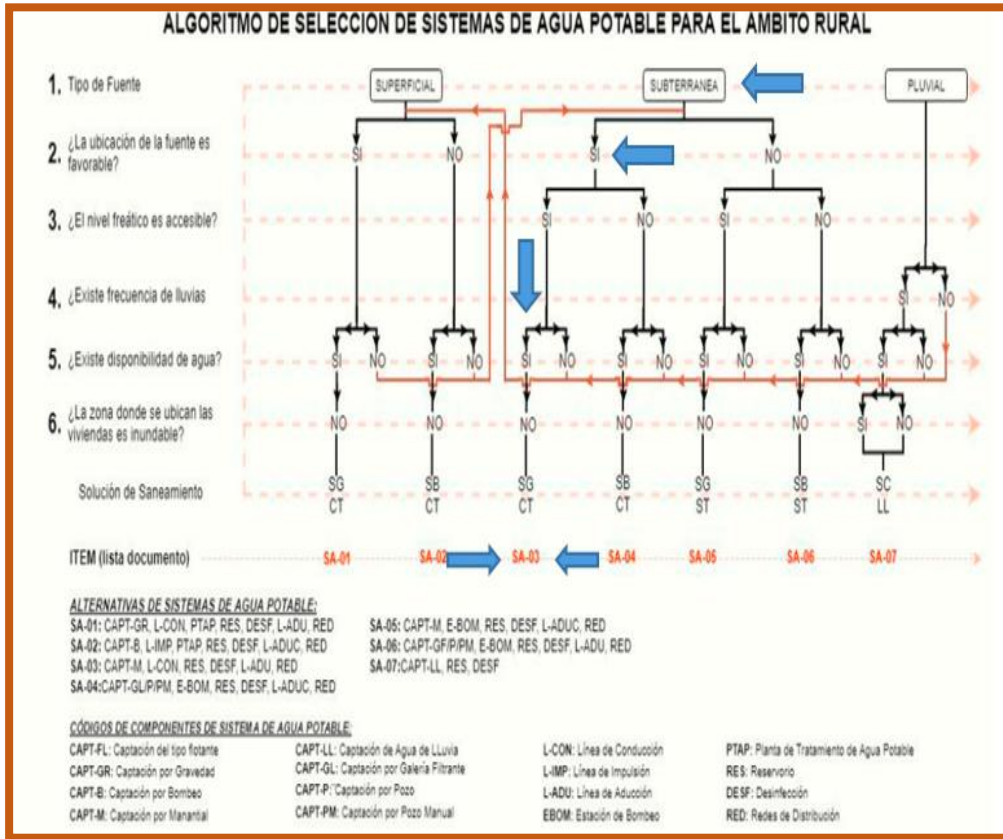 ALGORITMO DE SELECCION DE SISTEMAS DE AGUA POTABLE PARA EL AMBITO RURAL
1. Tipo de Fuente
SUPERFICIAL SUBTERRANEA PLUVIAL
2. ¿La ubicación de la fuente es favorable?
SI NO SI NO
3. ¿El nivel freático es accesible?
SI NO SI NO
4. ¿Existe frecuencia de lluvias
SI NO
5. ¿Existe disponibilidad de agua?
SI NO SI NO SI NO SI NO SI NO SI NO SI NO
6. ¿La zona donde se ubican las viviendas es inundable?
NO NO NO NO NO NO SI NO
Solución de Saneamiento
SG SB SG SB SG SB SC
CT CT CT CT ST ST LL
ITEM (lista documento) SA-01 SA-02 SA-03 SA-04 SA-05 SA-06 SA-07
ALTERNATIVAS DE SISTEMAS DE AGUA POTABLE:
SA-01: CAPT-GR, L-CON, PTAP, RES, DESF, L-ADU, RED
SA-02: CAPT-B, L-IMP, PTAP, RES, DESF, L-ADUC, RED
SA-03: CAPT-M, L-CON, RES, DESF, L-ADU, RED
SA-04:CAPT-GL/P/PM, E-BOM, RES, DESF, L-ADUC, RED
SA-05: CAPT-M, E-BOM, RES, DESF, L-ADUC, RED
SA-06: CAPT-GF/P/PM, E-BOM, RES, DESF, L-ADU, RED
SA-07:CAPT-LL, RES, DESF
CÓDIGOS DE COMPONENTES DE SISTEMA DE AGUA POTABLE:
CAPT-FL: Captación del tipo flotante
CAPT-GR: Captación por Gravedad
CAPT-B: Captación por Bombeo
CAPT-M: Captación por Manantial
CAPT-LL: Captación de Agua de LLuvia
CAPT-GL: Captación por Galería Filtrante
CAPT-P: Captación por Pozo
CAPT-PM: Captación por Pozo Manual
L-CON: Línea de Conducción
L-IMP: Línea de Impulsión
L-ADU: Línea de Aducción
EBOM: Estación de Bombeo
PTAP: Planta de Tratamiento de Agua Potable
RES: Reservorio
DESF: Desinfección
RED: Redes de Distribución